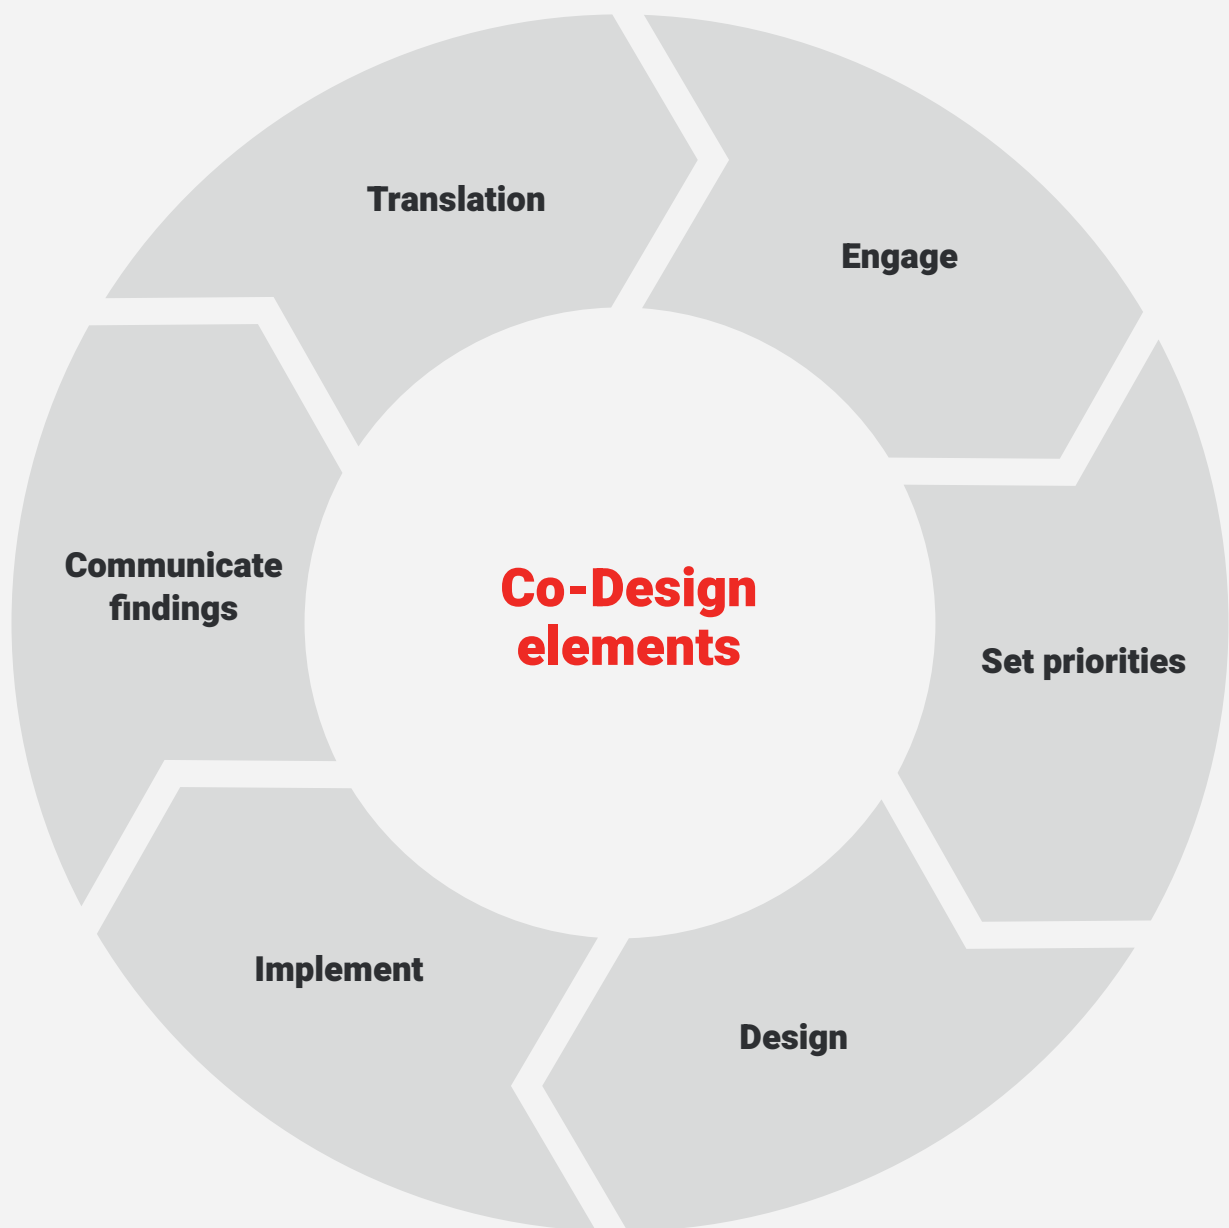 Translation
Engage
Communicate
findings
Co-Design
elements
Set priorities
Implement
Design